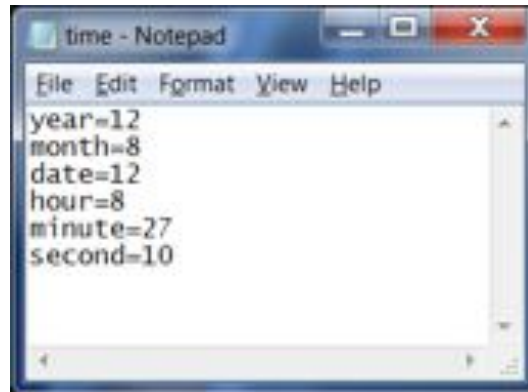 time - Notepad
File Edit Format View Help
year=12
month=8
date=12
hour=8
minute=27
second=10